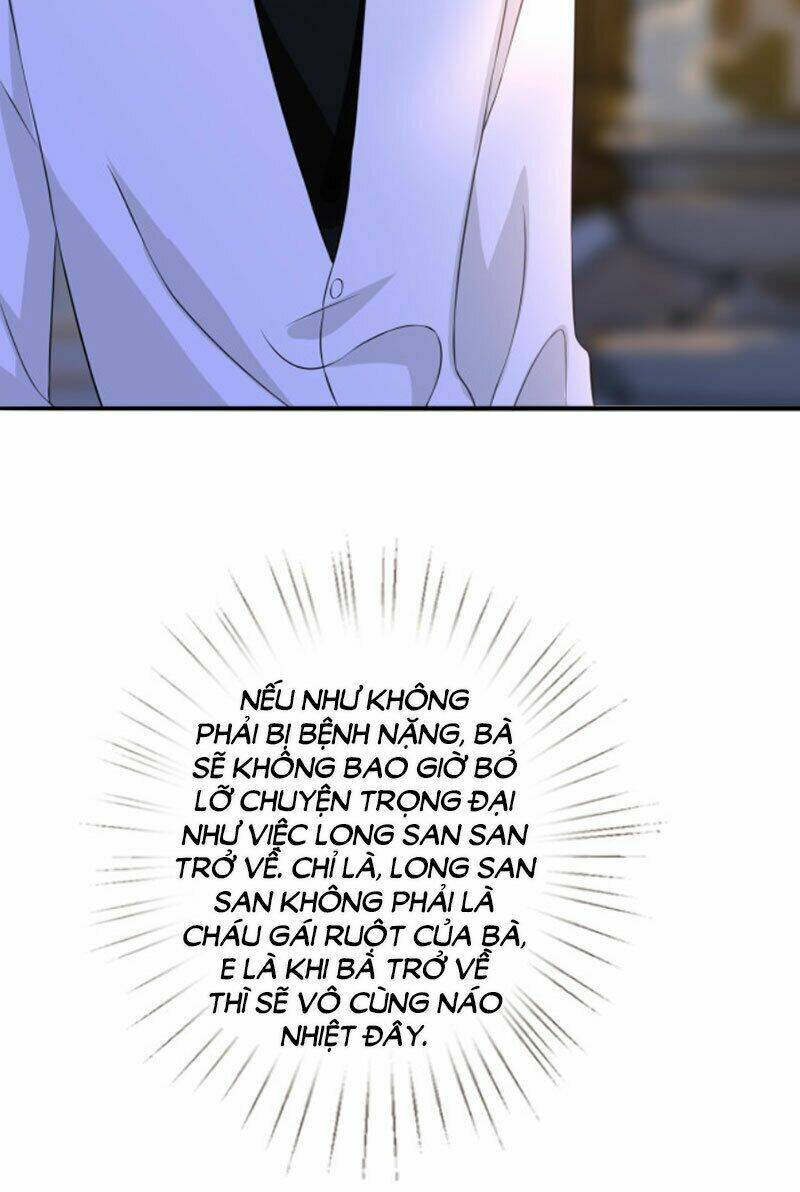 NẾU NHƯ KHÔNG
PHẢI BỊ BỆNH NẶNG, BÀ
SẼ KHÔNG BAO GIỜ BỎ
LỠ CHUYỆN TRỌNG ĐẠI
NHƯ VIỆC LONG SAN SAN
TRỞ VỀ. CHỈ LÀ, LONG SAN
SAN KHÔNG PHẢI LÀ
CHÁU GÁI RUỘT CỦA BÀ,
E LÀ KHI BÀ TRỞ VỀ
THÌ SẼ VÔ CÙNG NÁO
NHIỆT ĐÂY.